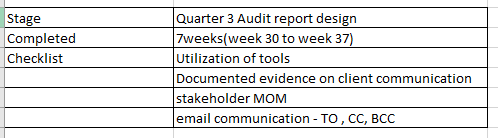 Stage Quarter 3 Audit report design
Completed 7weeks(week 30 to week 37)
Checklist Utilization of tools
Documented evidence on client communication
stakeholder MOM
email communication - TO , CC, BCC